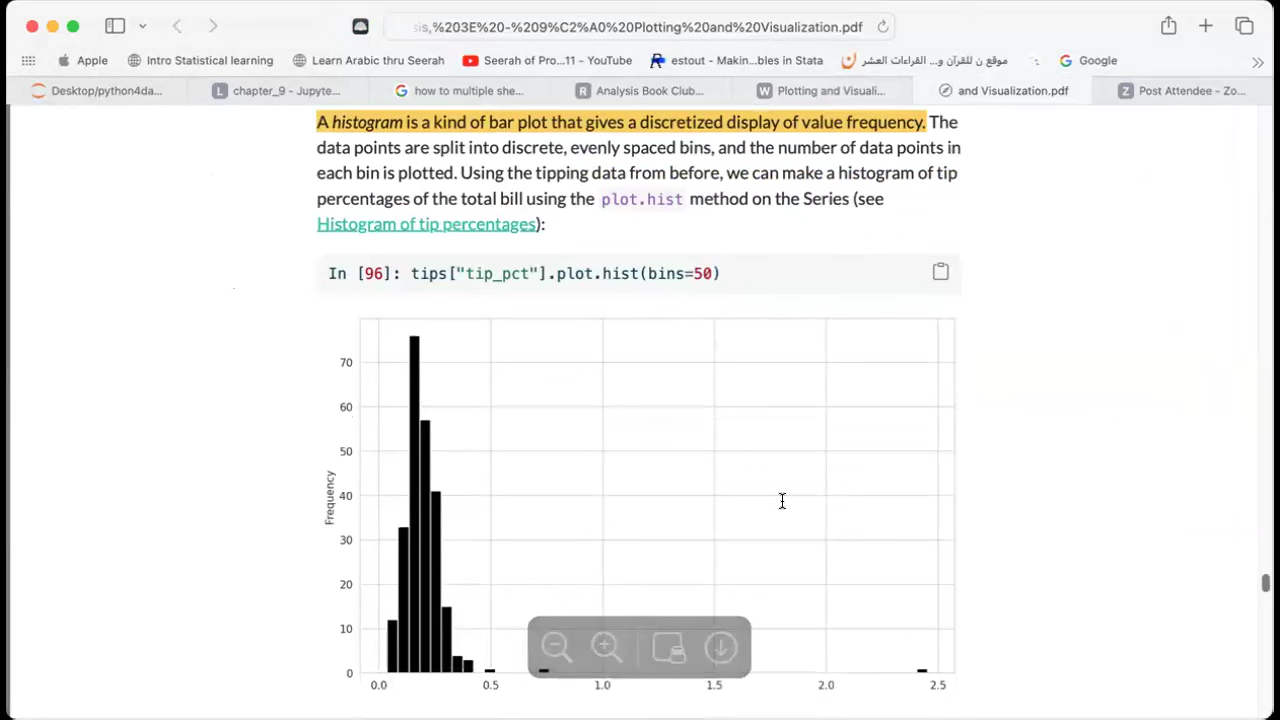 sis,%203E%20-%209%C2%A0%20Plotting%20and%20Visualization.pdf
Apple
Intro Statistical learning
Learn Arabic thru Seerah
Seerah of Pro...11 - YouTube
estout - Makin...bles in Stata
موقع ن للقرآن و... القراءات العشر
Google
Desktop/python4da...
chapter_9 - Jupyte...
how to multiple she...
Analysis Book Club...
Plotting and Visuali...
and Visualization.pdf
Post Attendee - Zo...
A histogram is a kind of bar plot that gives a discretized display of value frequency. The
data points are split into discrete, evenly spaced bins, and the number of data points in
each bin is plotted. Using the tipping data from before, we can make a histogram of tip
percentages of the total bill using the plot.hist method on the Series (see
Histogram of tip percentages):
In [96]: tips["tip_pct"].plot.hist(bins=50)
70
60
50
40
30
20
10
0
Frequency
0.0 0.5 1.0 1.5 2.0 2.5